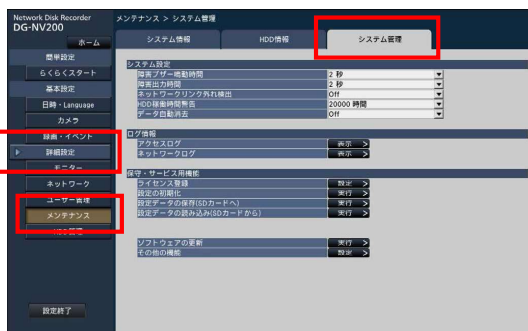 Network Disk Recorder
DG-NV200
ホーム
簡単設定
らくらくスタート
基本設定
日時・Language
カメラ
録画・イベント
詳細設定
モニター
ネットワーク
ユーザー管理
メンテナンス
HDD管理
設定終了
メンテナンス > システム管理
システム情報
HDD情報
システム管理
システム設定
障害ブザー鳴動時間 2 秒
障害出力時間 2 秒
ネットワークリンク外れ検出 Off
HDD稼働時間警告 20000 時間
データ自動消去 Off
ログ情報
アクセスログ 表示 >
ネットワークログ 表示 >
保守・サービス用機能
ライセンス登録 設定 >
設定の初期化 実行 >
設定データの保存(SDカードへ) 実行 >
設定データの読み込み(SDカードから) 実行 >
ソフトウェアの更新 実行 >
その他の機能 設定 >